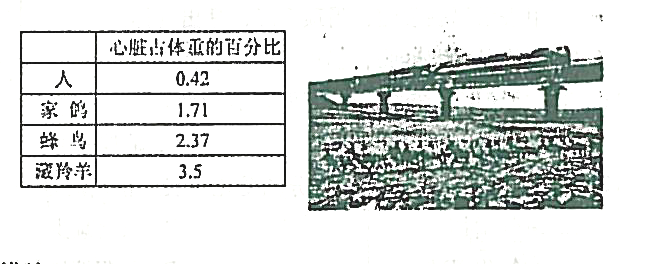 心脏占体重的百分比
人 0.42
家鸽 1.71
蜂鸟 2.37
藏羚羊 3.5